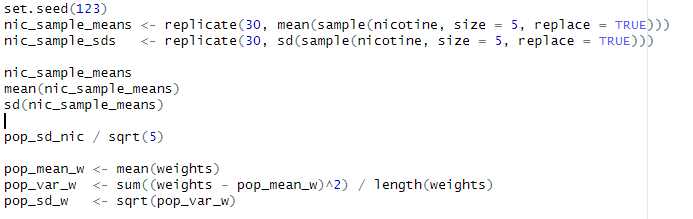 set.seed(123)
nic_sample_means <- replicate(30, mean(sample(nicotine, size = 5, replace = TRUE)))
nic_sample_sds   <- replicate(30, sd(sample(nicotine, size = 5, replace = TRUE)))
nic_sample_means
mean(nic_sample_means)
sd(nic_sample_means)
pop_sd_nic / sqrt(5)
pop_mean_w <- mean(weights)
pop_var_w  <- sum((weights - pop_mean_w)^2) / length(weights)
pop_sd_w   <- sqrt(pop_var_w)